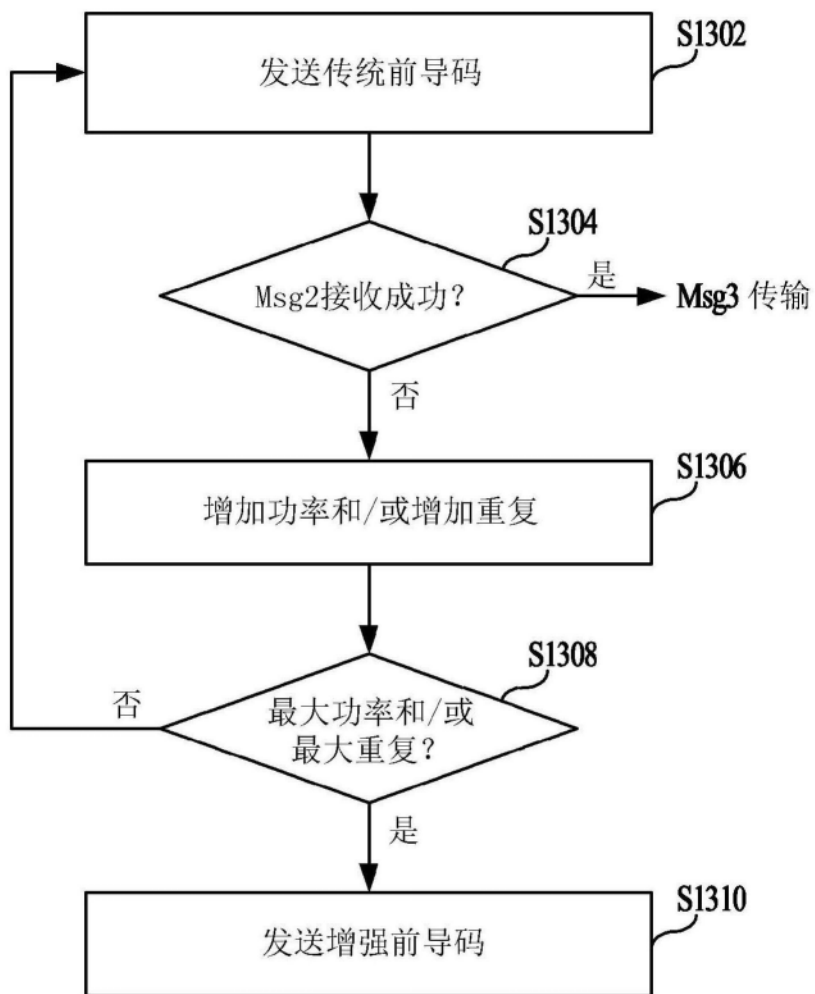 S1302
发送传统前导码
S1304
Msg2接收成功？
是
Msg3 传输
否
S1306
增加功率和/或增加重复
S1308
否
最大功率和/或
最大重复？
是
S1310
发送增强前导码